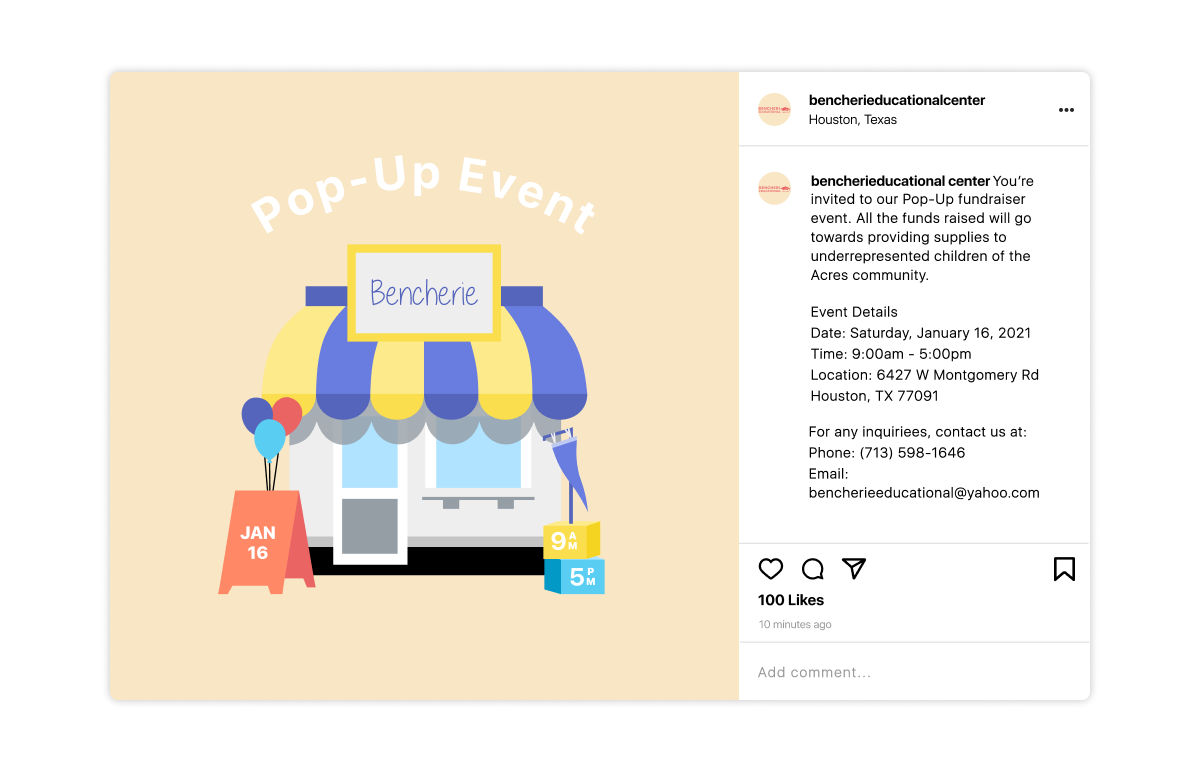 Pop-Up Event
Bencherie
JAN
16
9 AM
5 PM
bencherieducationalcenter
Houston, Texas
bencherieducational center You’re
invited to our Pop-Up fundraiser
event. All the funds raised will go
towards providing supplies to
underrepresented children of the
Acres community.
Event Details
Date: Saturday, January 16, 2021
Time: 9:00am - 5:00pm
Location: 6427 W Montgomery Rd
Houston, TX 77091
For any inquiriees, contact us at:
Phone: (713) 598-1646
Email:
bencherieeducational@yahoo.com
100 Likes
10 minutes ago
Add comment...